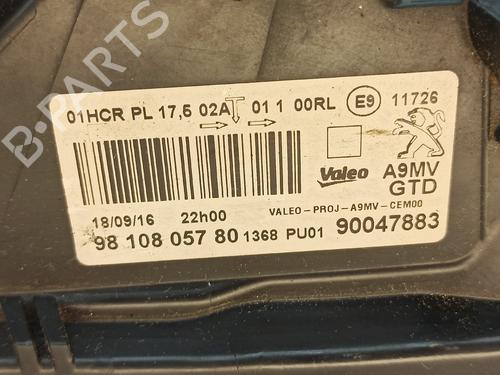 B-PARTS
01HCR PL 17,5 02A 01 1 00RL E9 11726
Valeo
A9MV
GTD
18/09/16 22h00
VALEO-PROJ-A9MV-CEM00
98 108 057 80 1368 PU01 90047883